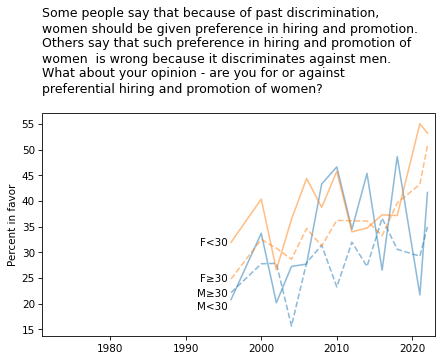 Some people say that because of past discrimination,
women should be given preference in hiring and promotion.
Others say that such preference in hiring and promotion of
women  is wrong because it discriminates against men.
What about your opinion - are you for or against
preferential hiring and promotion of women?
55
50
45
40
35
30
25
20
15
Percent in favor
F<30
F≥30
M≥30
M<30
1980
1990
2000
2010
2020